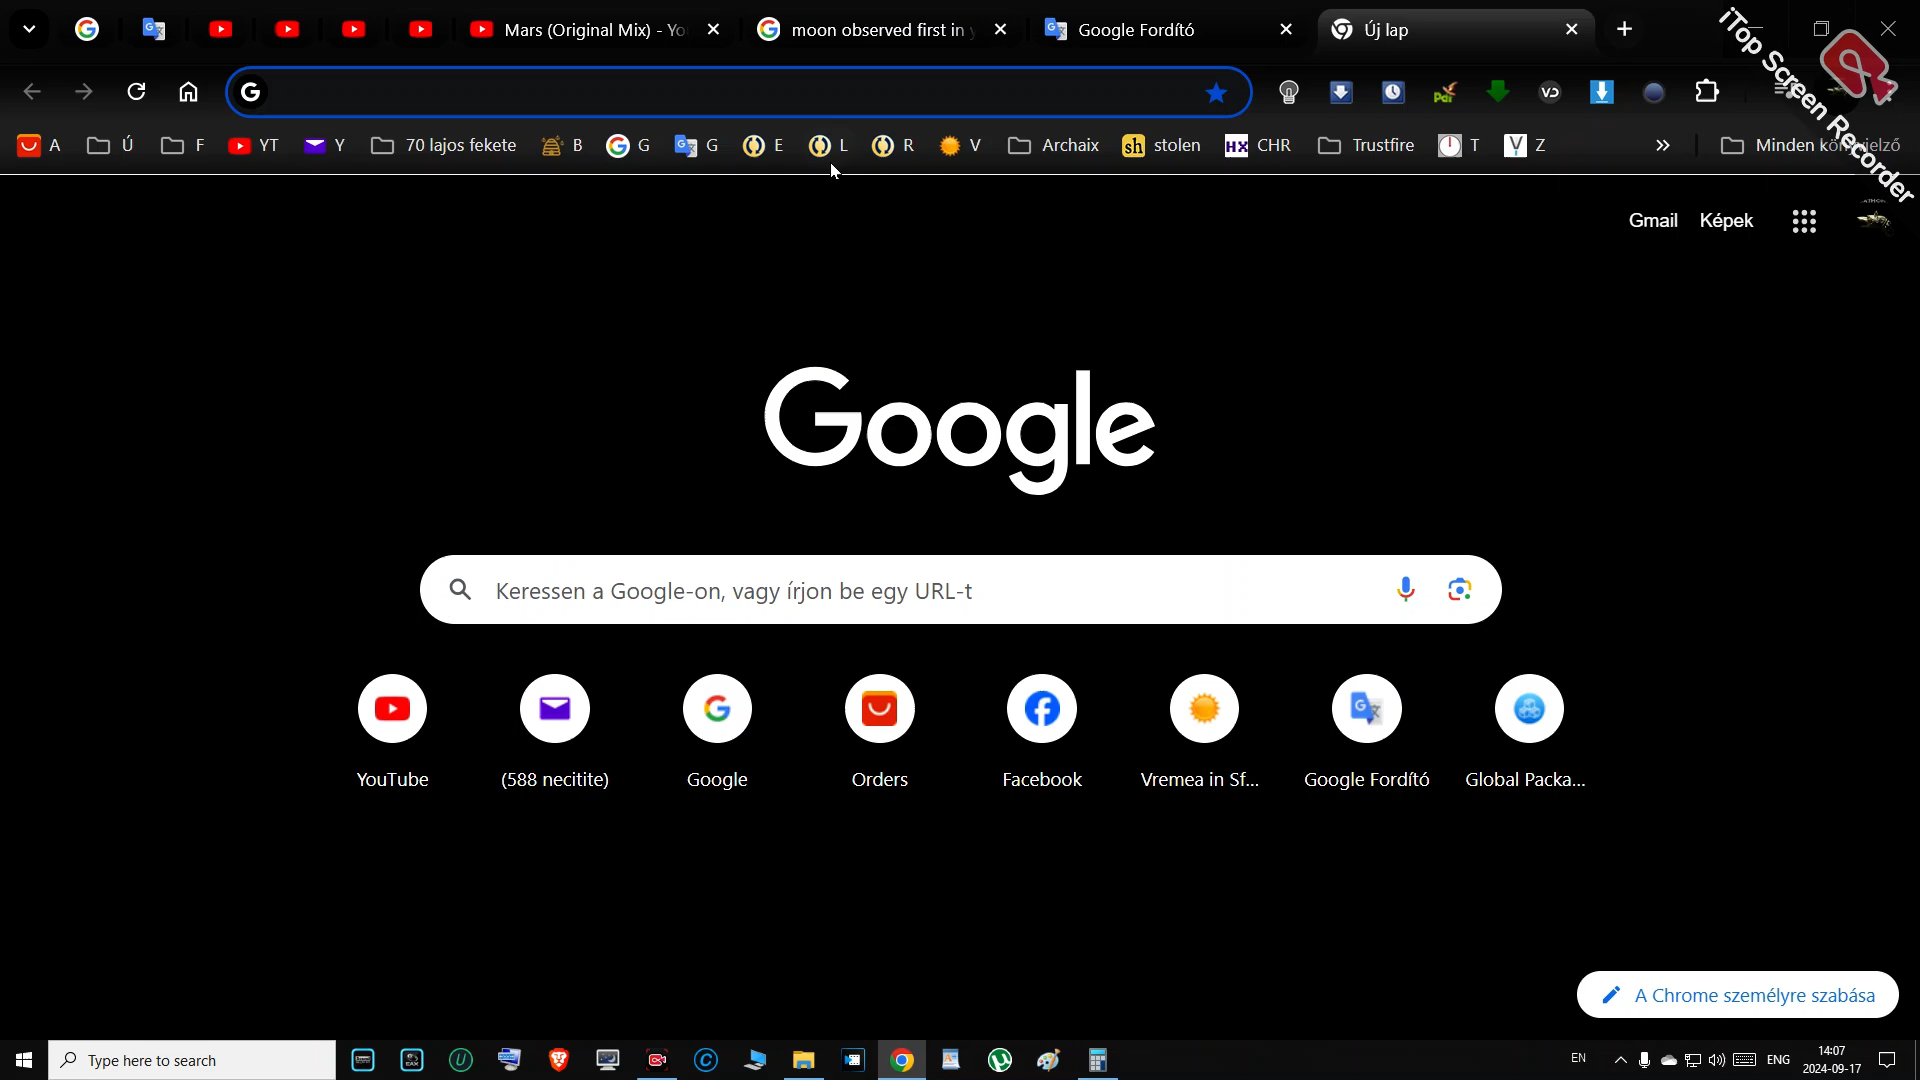 Mars (Original Mix) - Yo
moon observed first in y
Google Fordító
Új lap
iTop Screen Recorder
A
Ú
F
YT
Y
70 lajos fekete
B
G
G
E
L
R
V
Archaix
sh stolen
HX CHR
Trustfire
T
Z
»
Minden könyvjelző
Gmail
Képek
Google
Keressen a Google-on, vagy írjon be egy URL-t
YouTube
(588 necitite)
Google
Orders
Facebook
Vremea in Sf...
Google Fordító
Global Packa...
A Chrome személyre szabása
Type here to search
EN
ENG
14:07
2024-09-17